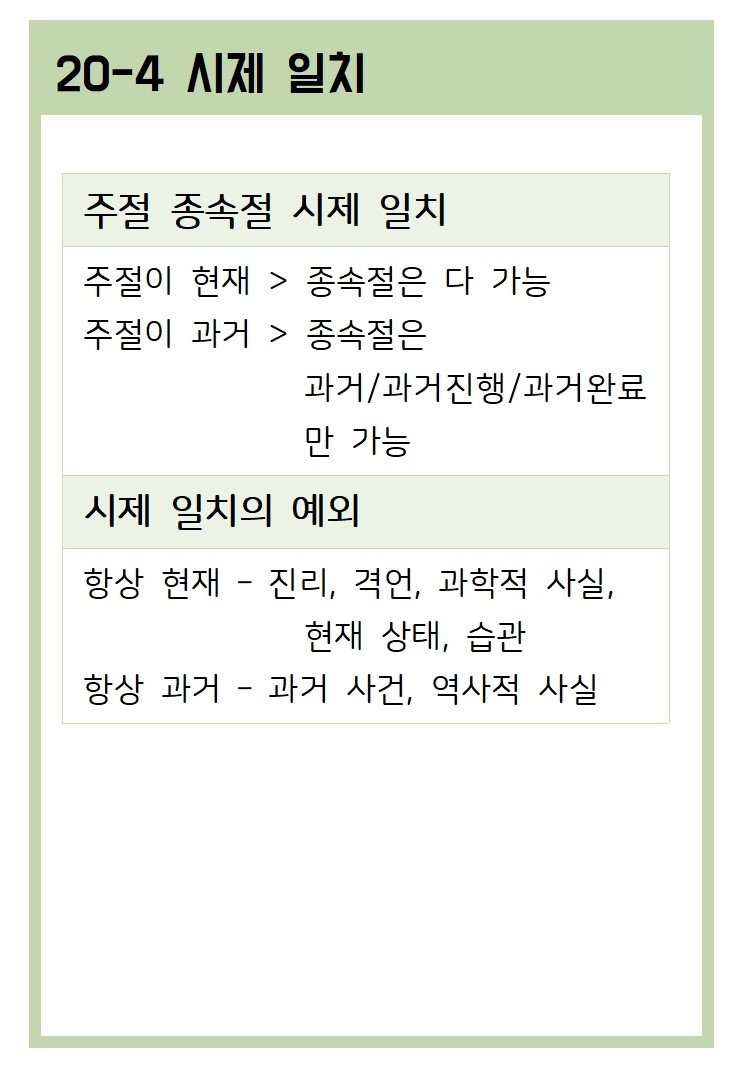 20-4 시제 일치
주절 종속절 시제 일치
주절이 현재 > 종속절은 다 가능
주절이 과거 > 종속절은
과거/과거진행/과거완료
만 가능
시제 일치의 예외
항상 현재 - 진리, 격언, 과학적 사실,
현재 상태, 습관
항상 과거 - 과거 사건, 역사적 사실